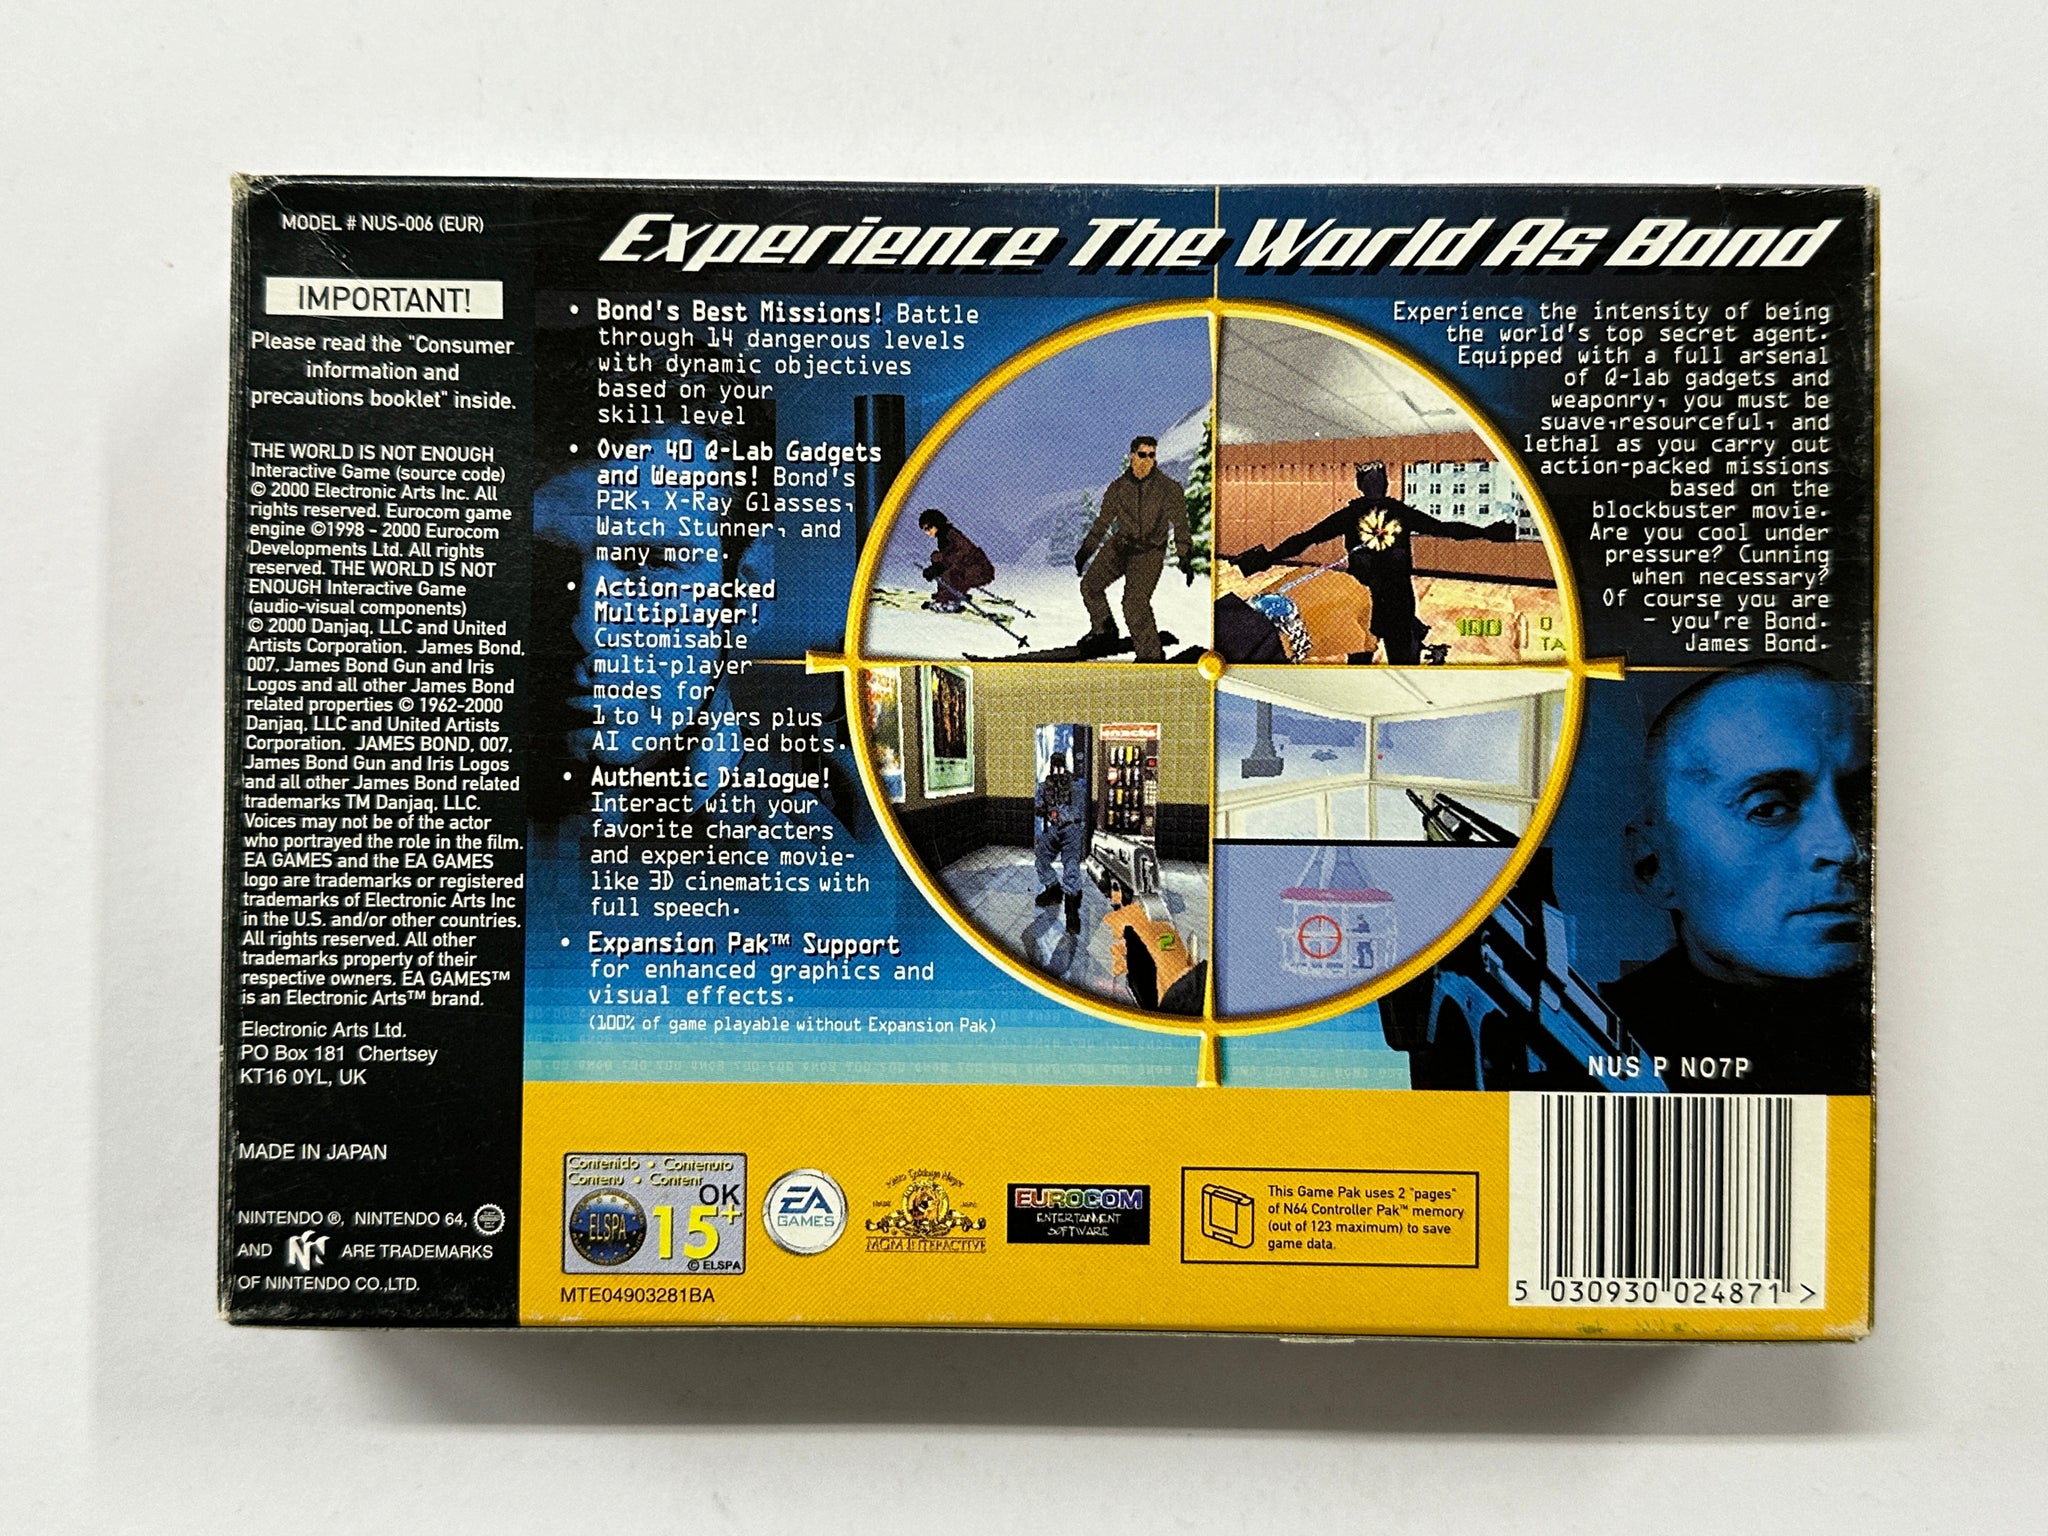 MODEL # NUS-006 (EUR)
IMPORTANT!
Please read the "Consumer
information and
precautions booklet" inside.
THE WORLD IS NOT ENOUGH
Interactive Game (source code)
© 2000 Electronic Arts Inc. All
rights reserved. Eurocom game
engine ©1998 - 2000 Eurocom
Developments Ltd. All rights
reserved. THE WORLD IS NOT
ENOUGH Interactive Game
(audio-visual components)
© 2000 Danjaq, LLC and United
Artists Corporation. James Bond,
007, James Bond Gun and Iris
Logos and all other James Bond
related properties © 1962-2000
Danjaq, LLC and United Artists
Corporation. JAMES BOND, 007,
James Bond Gun and Iris Logos
and all other James Bond related
trademarks TM Danjaq, LLC.
Voices may not be of the actor
who portrayed the role in the film.
EA GAMES and the EA GAMES
logo are trademarks or registered
trademarks of Electronic Arts Inc
in the U.S. and/or other countries.
All rights reserved. All other
trademarks property of their
respective owners. EA GAMES™
is an Electronic Arts™ brand.
Electronic Arts Ltd.
PO Box 181 Chertsey
KT16 0YL, UK
MADE IN JAPAN
NINTENDO ®, NINTENDO 64,
AND ARE TRADEMARKS
OF NINTENDO CO.,LTD.
Experience The World As Bond
• Bond's Best Missions! Battle
through 14 dangerous levels
with dynamic objectives
based on your
skill level
• Over 40 Q-Lab Gadgets
and Weapons! Bond's
P2K, X-Ray Glasses,
Watch Stunner, and
many more.
• Action-packed
Multiplayer!
Customisable
multi-player
modes for
1 to 4 players plus
AI controlled bots.
• Authentic Dialogue!
Interact with your
favorite characters
and experience movie-
like 3D cinematics with
full speech.
• Expansion Pak™ Support
for enhanced graphics and
visual effects.
(100% of game playable without Expansion Pak)
100
0
TA
snacks
2
Experience the intensity of being
the world's top secret agent.
Equipped with a full arsenal
of Q-lab gadgets and
weaponry, you must be
suave,resourceful, and
lethal as you carry out
action-packed missions
based on the
blockbuster movie.
Are you cool under
pressure? Cunning
when necessary?
Of course you are
- you're Bond.
James Bond.
NUS P NO7P
Contenido • Contenuto
Contenu • Content
OK
ELSPA
15+
© ELSPA
MTE04903281BA
EA
GAMES
MGM INTERACTIVE
EUROCOM
ENTERTAINMENT
SOFTWARE
This Game Pak uses 2 "pages"
of N64 Controller Pak™ memory
(out of 123 maximum) to save
game data.
5 030930 024871 >